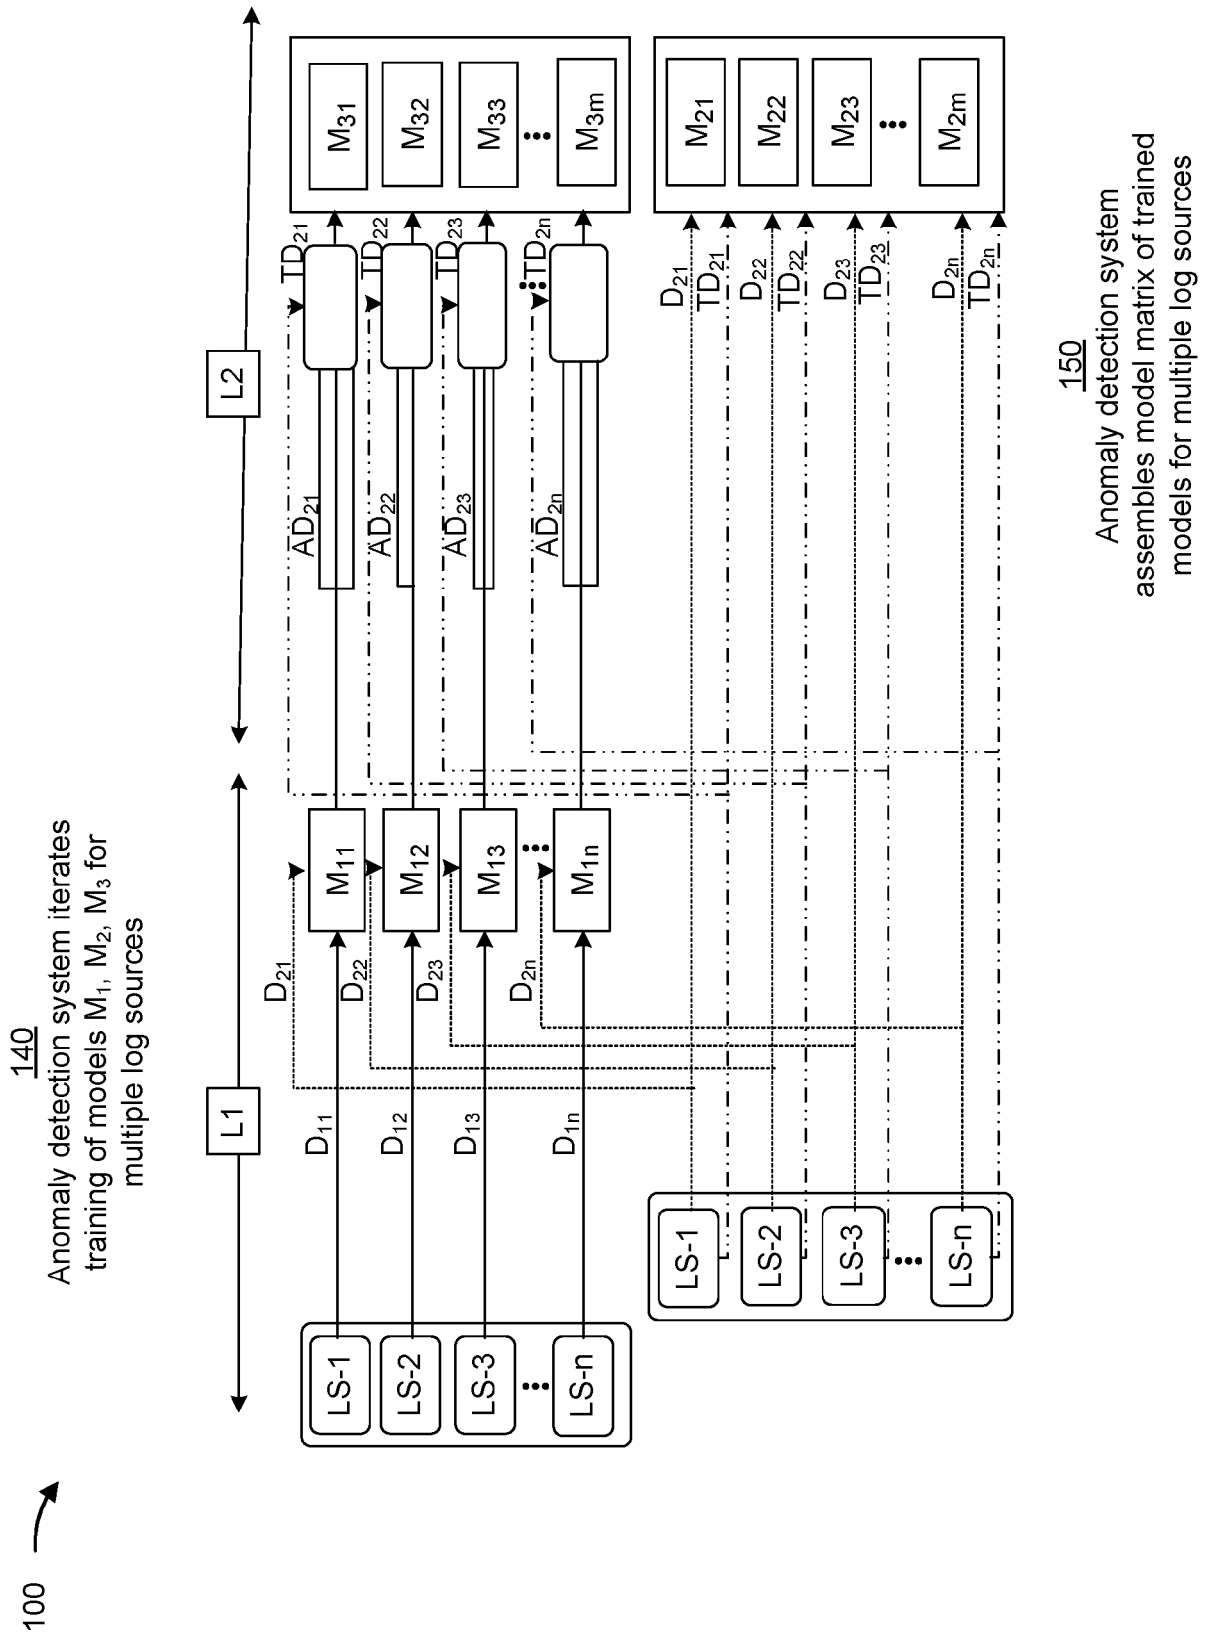 100
140
Anomaly detection system iterates
training of models M₁, M₂, M₃ for
multiple log sources
L1
L2
LS-1
LS-2
LS-3
LS-n
D₁₁
D₁₂
D₁₃
D₁ₙ
D₂₁
D₂₂
D₂₃
D₂ₙ
M₁₁
M₁₂
M₁₃
M₁ₙ
AD₂₁
AD₂₂
AD₂₃
AD₂ₙ
TD₂₁
TD₂₂
TD₂₃
TD₂ₙ
M₃₁
M₃₂
M₃₃
M₃ₘ
LS-1
LS-2
LS-3
LS-n
D₂₁
TD₂₁
D₂₂
TD₂₂
D₂₃
TD₂₃
D₂ₙ
TD₂ₙ
M₂₁
M₂₂
M₂₃
M₂ₘ
150
Anomaly detection system
assembles model matrix of trained
models for multiple log sources